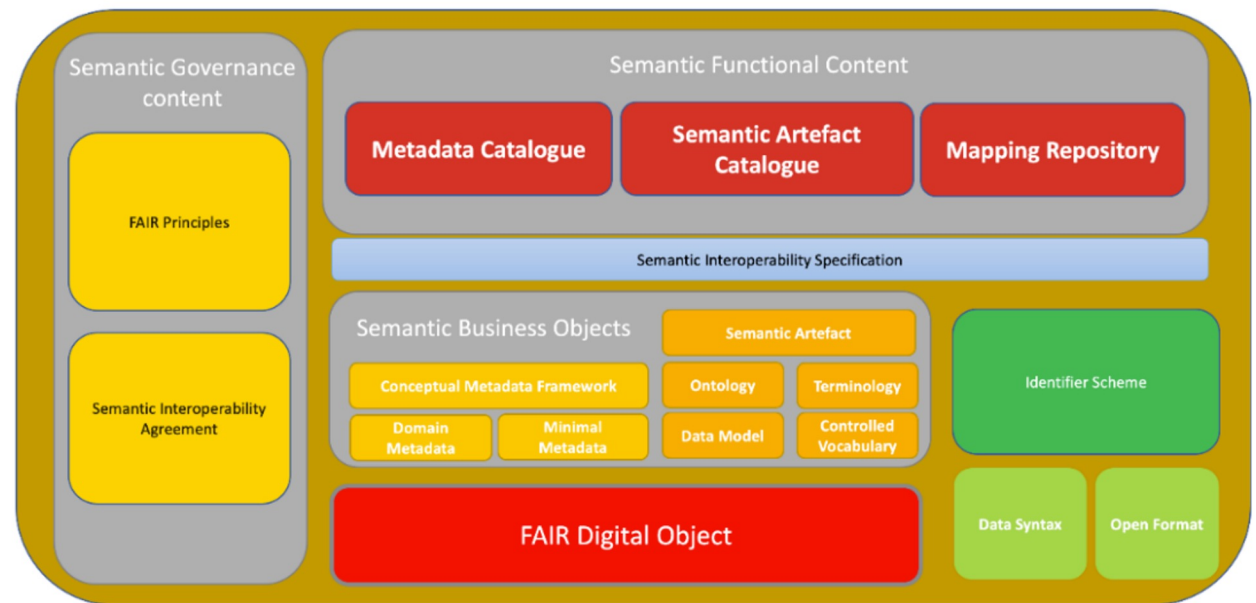 Semantic Governance
content
FAIR Principles
Semantic Interoperability
Agreement
Semantic Functional Content
Metadata Catalogue
Semantic Artefact
Catalogue
Mapping Repository
Semantic Interoperability Specification
Semantic Business Objects
Semantic Artefact
Conceptual Metadata Framework
Ontology
Terminology
Domain
Metadata
Minimal
Metadata
Data Model
Controlled
Vocabulary
Identifier Scheme
FAIR Digital Object
Data Syntax
Open Format